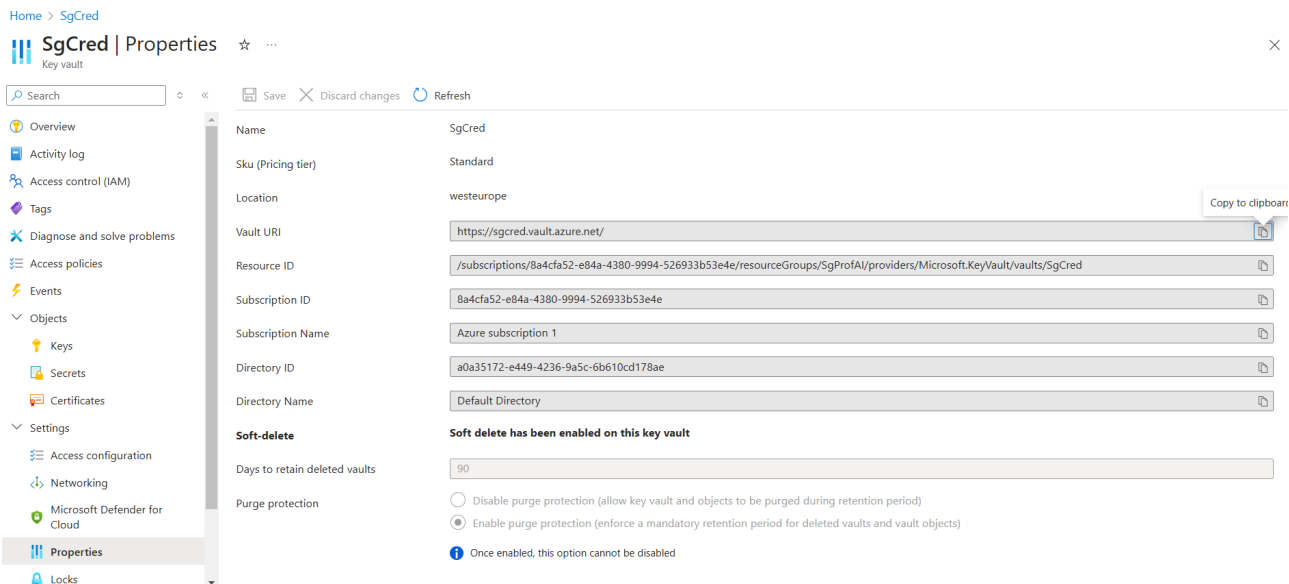 Home > SgCred
SgCred | Properties
Key vault
Search
Save Discard changes Refresh
Overview
Activity log
Access control (IAM)
Tags
Diagnose and solve problems
Access policies
Events
Objects
Keys
Secrets
Certificates
Settings
Access configuration
Networking
Microsoft Defender for
Cloud
Properties
Locks
Name SgCred
Sku (Pricing tier) Standard
Location westeurope
Copy to clipboard
Vault URI https://sgcred.vault.azure.net/
Resource ID /subscriptions/8a4cfa52-e84a-4380-9994-526933b53e4e/resourceGroups/SgProfAI/providers/Microsoft.KeyVault/vaults/SgCred
Subscription ID 8a4cfa52-e84a-4380-9994-526933b53e4e
Subscription Name Azure subscription 1
Directory ID a0a35172-e449-4236-9a5c-6b610cd178ae
Directory Name Default Directory
Soft-delete Soft delete has been enabled on this key vault
Days to retain deleted vaults 90
Purge protection Disable purge protection (allow key vault and objects to be purged during retention period)
Enable purge protection (enforce a mandatory retention period for deleted vaults and vault objects)
Once enabled, this option cannot be disabled